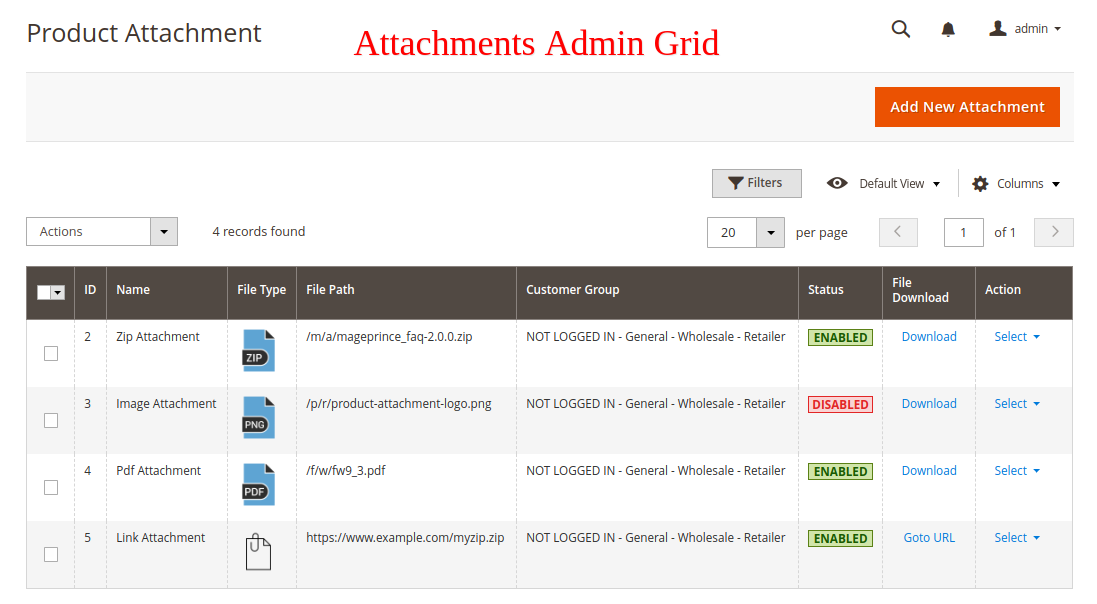 Product Attachment
Attachments Admin Grid
admin
Add New Attachment
Filters
Default View
Columns
Actions
4 records found
20
per page
1
of 1
ID Name File Type File Path Customer Group Status File Download Action
2 Zip Attachment ZIP /m/a/mageprince_faq-2.0.0.zip NOT LOGGED IN - General - Wholesale - Retailer ENABLED Download Select
3 Image Attachment PNG /p/r/product-attachment-logo.png NOT LOGGED IN - General - Wholesale - Retailer DISABLED Download Select
4 Pdf Attachment PDF /f/w/fw9_3.pdf NOT LOGGED IN - General - Wholesale - Retailer ENABLED Download Select
5 Link Attachment https://www.example.com/myzip.zip NOT LOGGED IN - General - Wholesale - Retailer ENABLED Goto URL Select